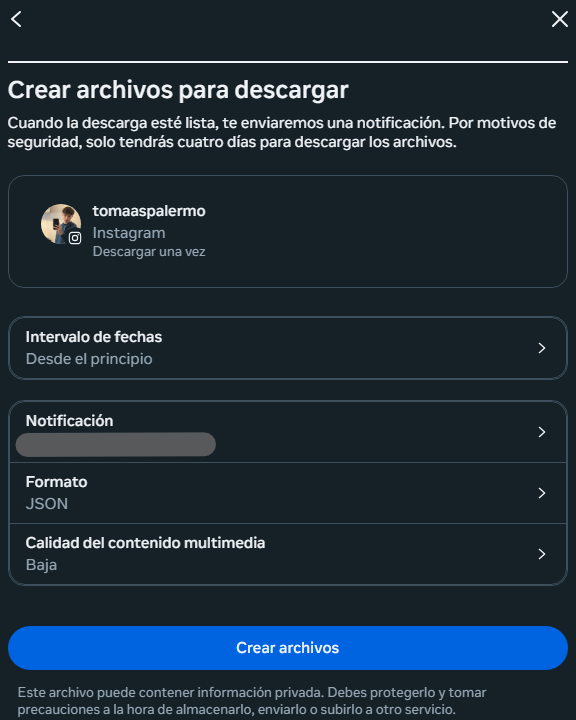 Crear archivos para descargar
Cuando la descarga esté lista, te enviaremos una notificación. Por motivos de
seguridad, solo tendrás cuatro días para descargar los archivos.
tomaaspalermo
Instagram
Descargar una vez
Intervalo de fechas
Desde el principio
Notificación
Formato
JSON
Calidad del contenido multimedia
Baja
Crear archivos
Este archivo puede contener información privada. Debes protegerlo y tomar
precauciones a la hora de almacenarlo, enviarlo o subirlo a otro servicio.